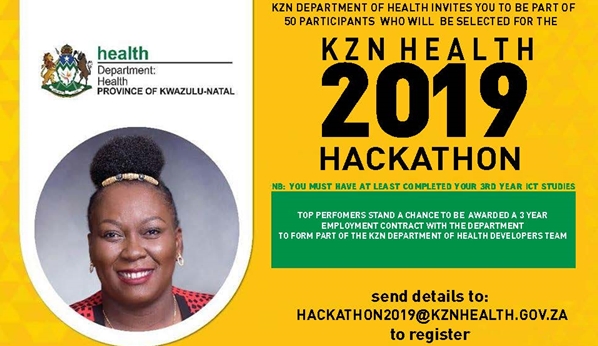 health
Department:
Health
PROVINCE OF KWAZULU-NATAL
KZN DEPARTMENT OF HEALTH INVITES YOU TO BE PART OF
50 PARTICIPANTS WHO WILL BE SELECTED FOR THE
KZN HEALTH
2019
HACKATHON
NB: YOU MUST HAVE AT LEAST COMPLETED YOUR 3RD YEAR ICT STUDIES
TOP PERFOMERS STAND A CHANCE TO BE AWARDED A 3 YEAR
EMPLOYMENT CONTRACT WITH THE DEPARTMENT
TO FORM PART OF THE KZN DEPARTMENT OF HEALTH DEVELOPERS TEAM
send details to:
HACKATHON2019@KZNHEALTH.GOV.ZA
to register